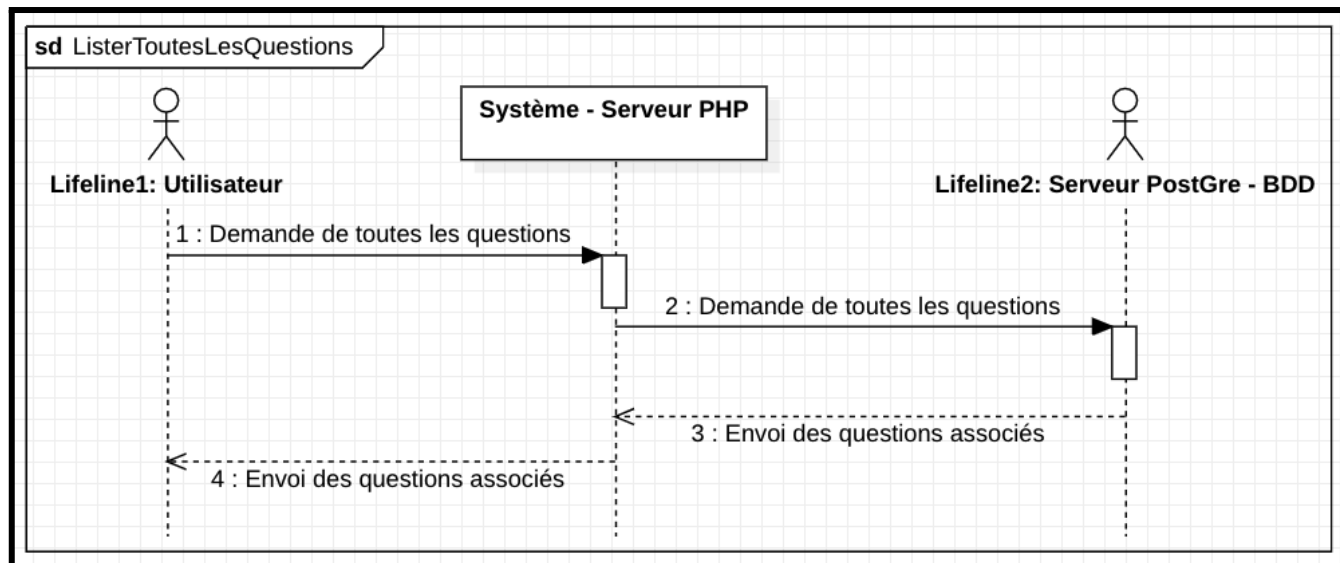 sd ListerToutesLesQuestions
Système - Serveur PHP
Lifeline1: Utilisateur
Lifeline2: Serveur PostGre - BDD
1 : Demande de toutes les questions
2 : Demande de toutes les questions
3 : Envoi des questions associés
4 : Envoi des questions associés